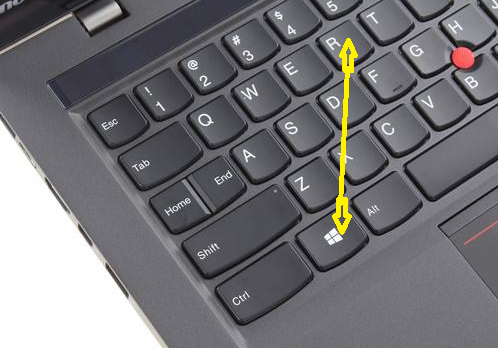 Esc ! 1 @ 2 # 3 $ 4 5
Tab Q W E R T
Home End A S D F G H
Shift Z C V B
Ctrl Alt